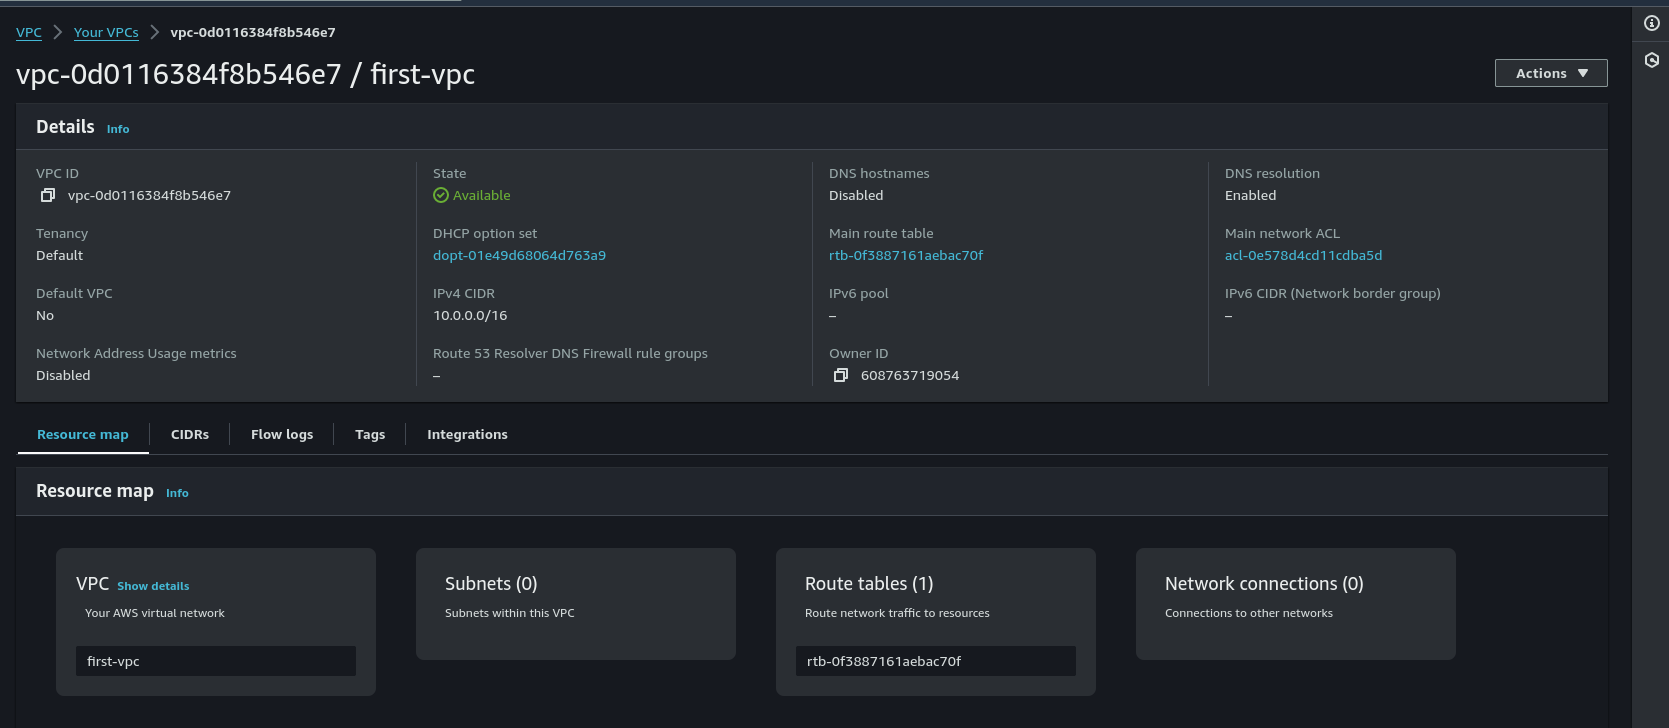 VPC > Your VPCs > vpc-0d0116384f8b546e7
vpc-0d0116384f8b546e7 / first-vpc
Actions ▼
Details Info
VPC ID
vpc-0d0116384f8b546e7
State
Available
DNS hostnames
Disabled
DNS resolution
Enabled
Tenancy
Default
DHCP option set
dopt-01e49d68064d763a9
Main route table
rtb-0f3887161aebac70f
Main network ACL
acl-0e578d4cd11cdba5d
Default VPC
No
IPv4 CIDR
10.0.0.0/16
IPv6 pool
–
IPv6 CIDR (Network border group)
–
Network Address Usage metrics
Disabled
Route 53 Resolver DNS Firewall rule groups
–
Owner ID
608763719054
Resource map CIDRs Flow logs Tags Integrations
Resource map Info
VPC Show details
Your AWS virtual network
first-vpc
Subnets (0)
Subnets within this VPC
Route tables (1)
Route network traffic to resources
rtb-0f3887161aebac70f
Network connections (0)
Connections to other networks